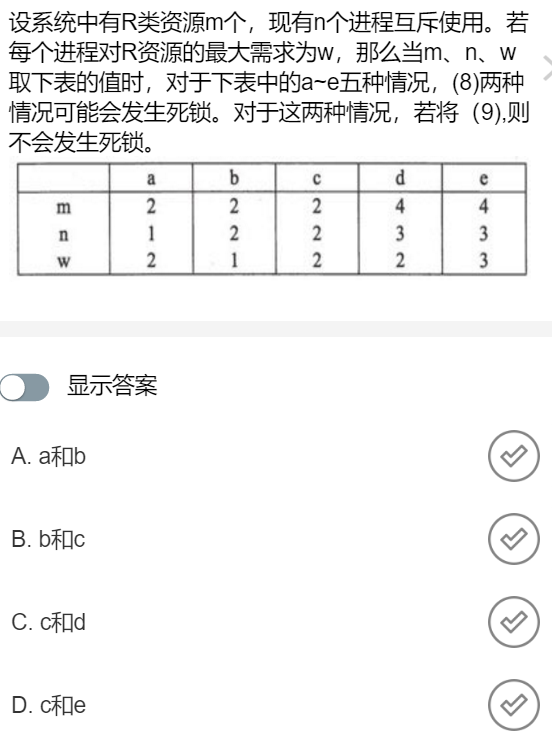 设系统中有R类资源m个，现有n个进程互斥使用。若
每个进程对R资源的最大需求为w，那么当m、n、w
取下表的值时，对于下表中的a~e五种情况，(8)两种
情况可能会发生死锁。对于这两种情况，若将（9),则
不会发生死锁。
a b c d e
m 2 2 2 4 4
n 1 2 2 3 3
w 2 1 2 2 3
显示答案
A. a和b
B. b和c
C. c和d
D. c和e